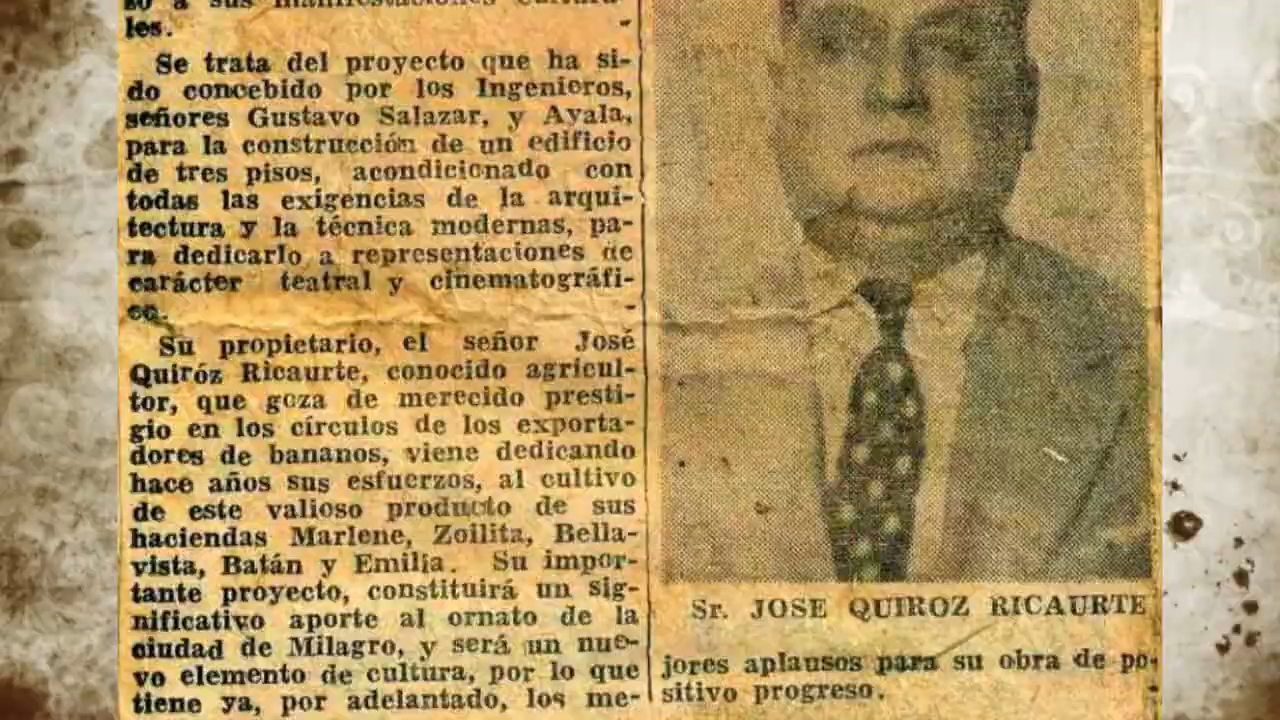 zo a sus manifestaciones cultura-
les.
Se trata del proyecto que ha si-
do concebido por los Ingenieros,
señores Gustavo Salazar, y Ayala,
para la construcción de un edificio
de tres pisos, acondicionado con
todas las exigencias de la arqui-
tectura y la técnica modernas, pa-
ra dedicarlo a representaciones de
carácter teatral y cinematográfi-
co.
Su propietario, el señor José
Quiróz Ricaurte, conocido agricul-
tor, que goza de merecido presti-
gio en los círculos de los exporta-
dores de bananos, viene dedicando
hace años sus esfuerzos, al cultivo
de este valioso producto de sus
haciendas Marlene, Zoilita, Bella-
vista, Batán y Emilia. Su impor-
tante proyecto, constituirá un sig-
nificativo aporte al ornato de la
ciudad de Milagro, y será un nue-
vo elemento de cultura, por lo que
tiene ya, por adelantado, los me-
Sr. JOSE QUIROZ RICAURTE
jores aplausos para su obra de po-
sitivo progreso.